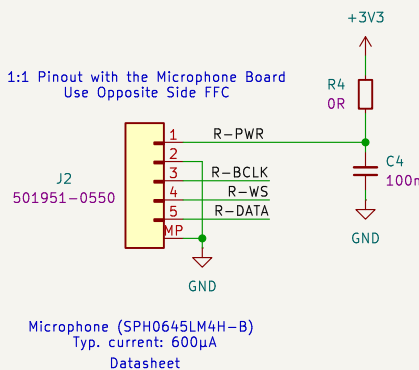 +3V3
1:1 Pinout with the Microphone Board
Use Opposite Side FFC
R4
0R
J2
501951-0550
1
R-PWR
2
3
R-BCLK
4
R-WS
5
R-DATA
MP
C4
100n
GND
GND
Microphone (SPH0645LM4H-B)
Typ. current: 600µA
Datasheet